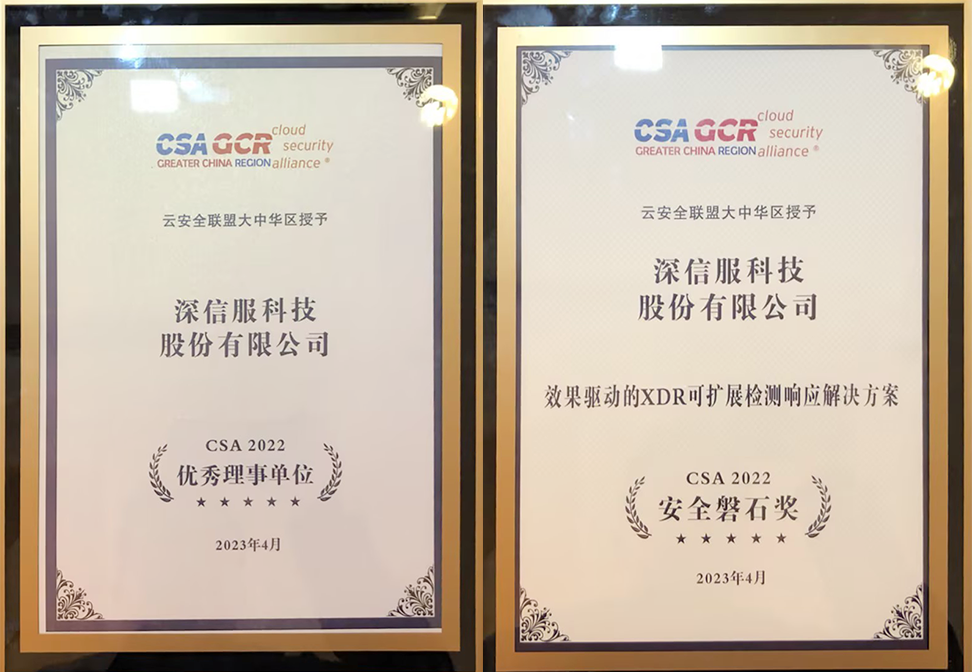 CSA GCR cloud security alliance ®
GREATER CHINA REGION
云安全联盟大中华区授予
深信服科技
股份有限公司
CSA 2022
优秀理事单位
2023年4月
CSA GCR cloud security alliance ®
GREATER CHINA REGION
云安全联盟大中华区授予
深信服科技
股份有限公司
效果驱动的XDR可扩展检测响应解决方案
CSA 2022
安全磐石奖
2023年4月